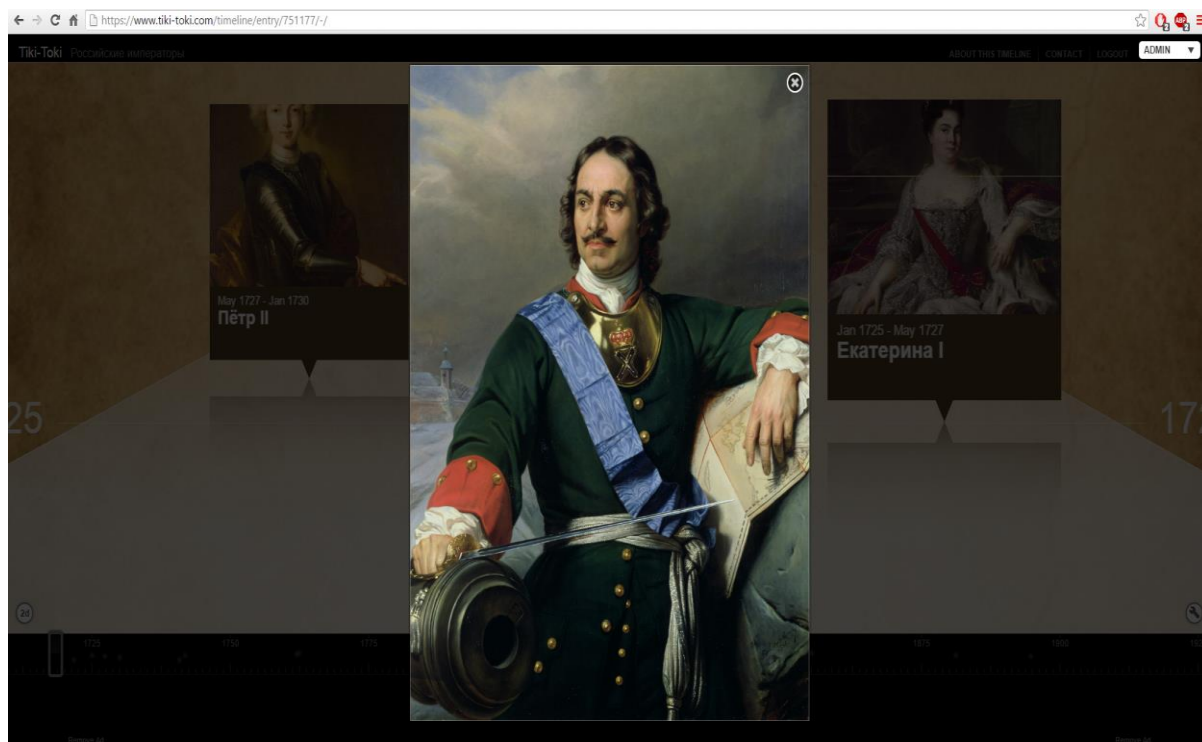 https://www.tiki-toki.com/timeline/entry/751177/-/
Tiki-Toki Российские императоры
ABOUT THIS TIMELINE CONTACT LOGOUT ADMIN
May 1727 - Jan 1730
Пётр II
Jan 1725 - May 1727
Екатерина I
25
2d
1725 1750 1775 1875 1900